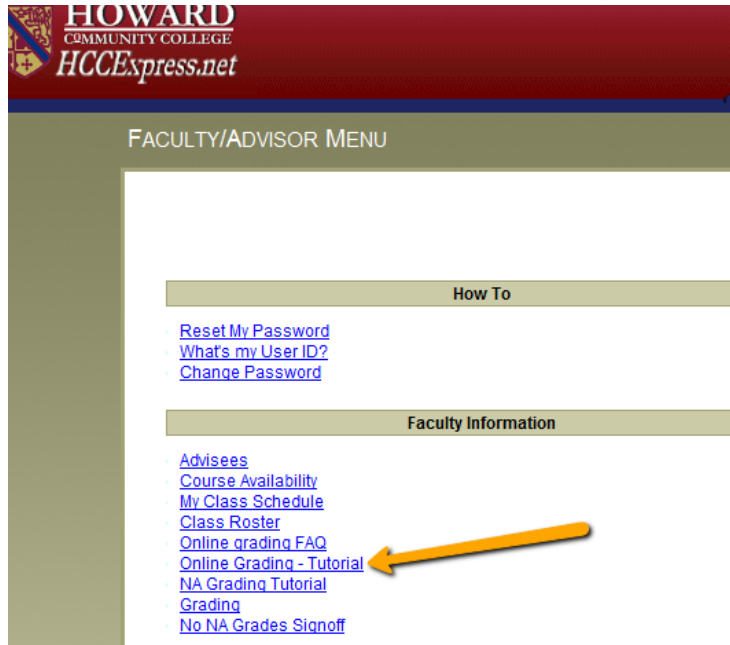 HOWARD
COMMUNITY COLLEGE
HCCExpress.net
FACULTY/ADVISOR MENU
How To
Reset My Password
What's my User ID?
Change Password
Faculty Information
Advisees
Course Availability
My Class Schedule
Class Roster
Online grading FAQ
Online Grading - Tutorial
NA Grading Tutorial
Grading
No NA Grades Signoff